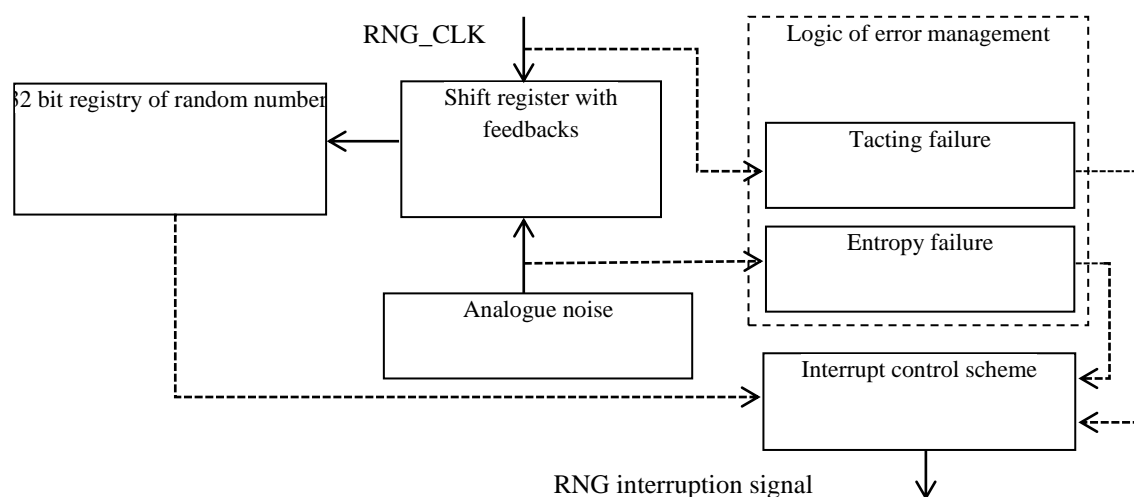 RNG_CLK
Logic of error management
32 bit registry of random number
Shift register with
feedbacks
Tacting failure
Entropy failure
Analogue noise
Interrupt control scheme
RNG interruption signal